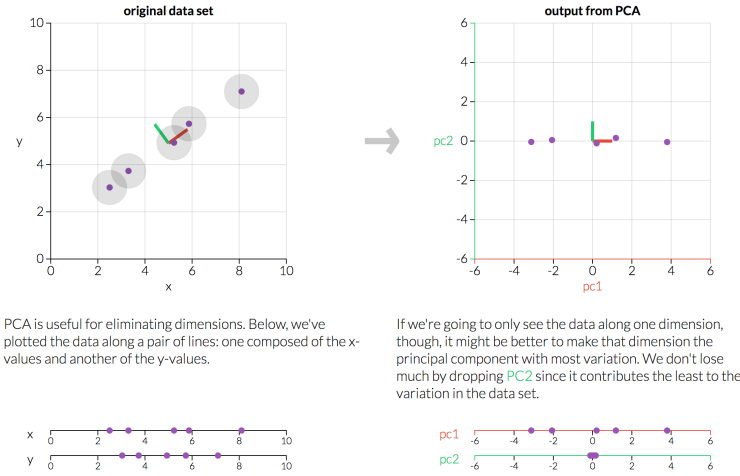 original data set
10
8
6
4
2
0
y
0 2 4 6 8 10
x
output from PCA
6
4
2
pc2 0
-2
-4
-6
-6 -4 -2 0 2 4 6
pc1
PCA is useful for eliminating dimensions. Below, we've
plotted the data along a pair of lines: one composed of the x-
values and another of the y-values.
If we're going to only see the data along one dimension,
though, it might be better to make that dimension the
principal component with most variation. We don't lose
much by dropping PC2 since it contributes the least to the
variation in the data set.
x
0 2 4 6 8 10
y
0 2 4 6 8 10
pc1
-6 -4 -2 0 2 4 6
pc2
-6 -4 -2 0 2 4 6